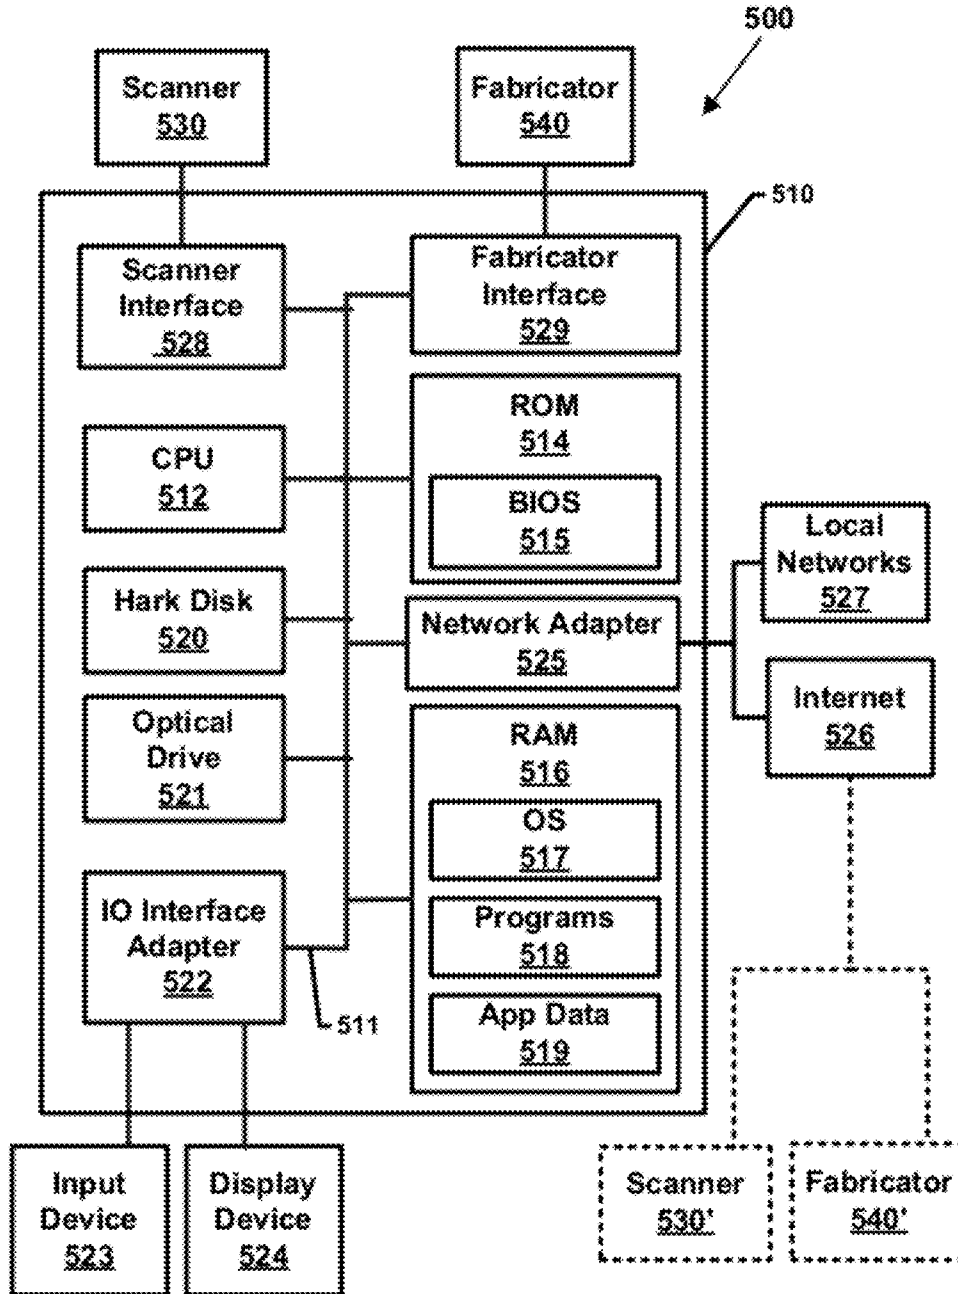 500
Scanner
530
Fabricator
540
510
Scanner
Interface
528
Fabricator
Interface
529
CPU
512
ROM
514
BIOS
515
Hark Disk
520
Network Adapter
525
Local
Networks
527
Internet
526
Optical
Drive
521
RAM
516
OS
517
Programs
518
App Data
519
IO Interface
Adapter
522
511
Input
Device
523
Display
Device
524
Scanner
530'
Fabricator
540'